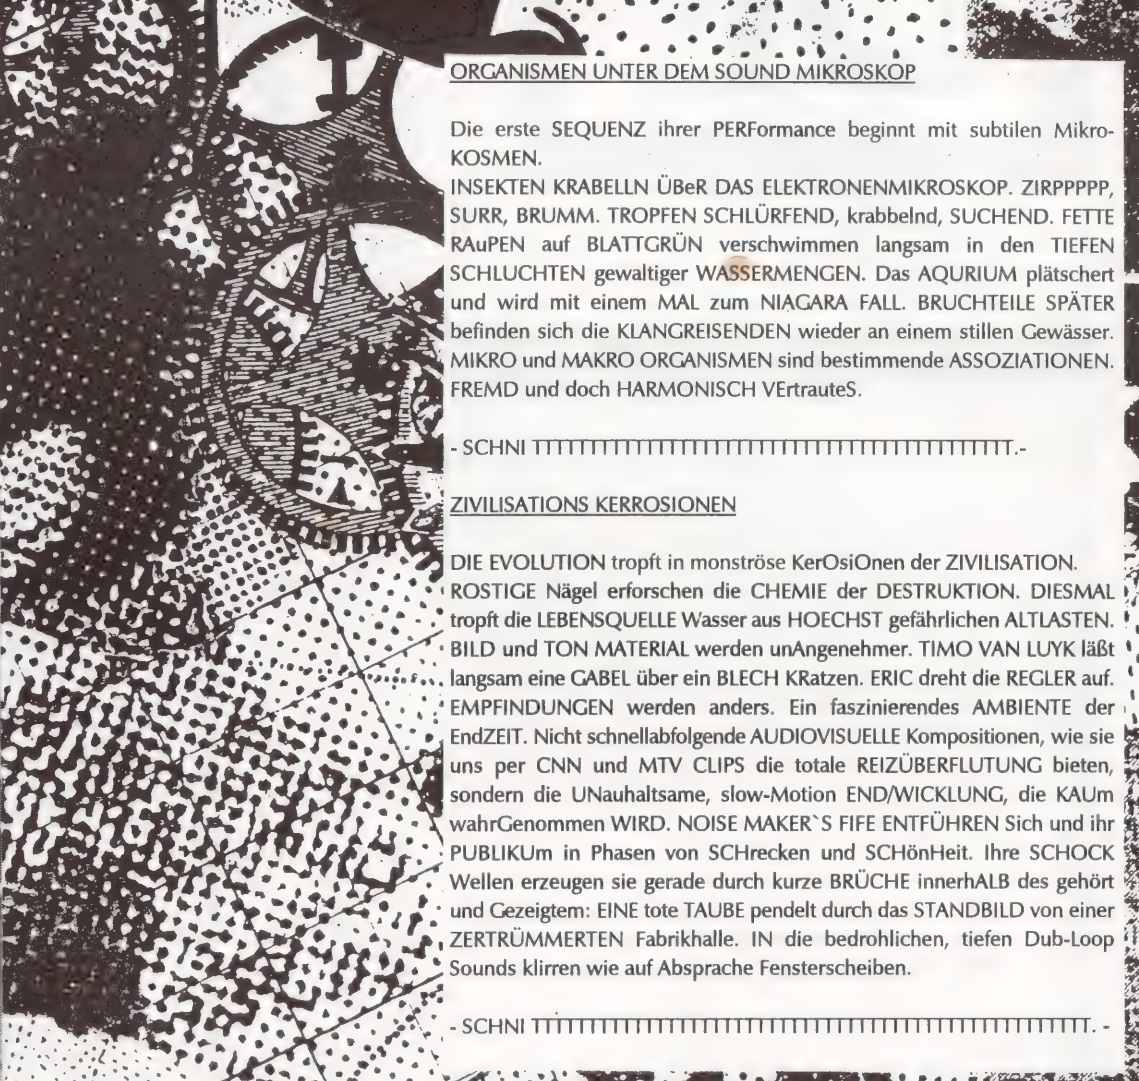 ORGANISMEN UNTER DEM SOUND MIKROSKOP
Die erste SEQUENZ ihrer PERFormance beginnt mit subtilen Mikro-
KOSMEN.
INSEKTEN KRABELLN ÜBeR DAS ELEKTRONENMIKROSKOP. ZIRPPPPP,
SURR, BRUMM. TROPFEN SCHLÜRFEND, krabbelnd, SUCHEND. FETTE
RAuPEN auf BLATTGRÜN verschwimmen langsam in den TIEFEN
SCHLUCHTEN gewaltiger WASSERMENGEN. Das AQURIUM plätschert
und wird mit einem MAL zum NIAGARA FALL. BRUCHTEILE SPÄTER
befinden sich die KLANGREISENDEN wieder an einem stillen Gewässer.
MIKRO und MAKRO ORGANISMEN sind bestimmende ASSOZIATIONEN.
FREMD und doch HARMONISCH VErtrauteS.
- SCHNI TTTTTTTTTTTTTTTTTTTTTTTTTTTTTTTTTTTTTTTTT.-
ZIVILISATIONS KERROSIONEN
DIE EVOLUTION tropft in monströse KerOsiOnen der ZIVILISATION.
ROSTIGE Nägel erforschen die CHEMIE der DESTRUKTION. DIESMAL
tropft die LEBENSQUELLE Wasser aus HOECHST gefährlichen ALTLASTEN.
BILD und TON MATERIAL werden unAngenehmer. TIMO VAN LUYK läßt
langsam eine GABEL über ein BLECH KRatzen. ERIC dreht die REGLER auf.
EMPFINDUNGEN werden anders. Ein faszinierendes AMBIENTE der
EndZEIT. Nicht schnellabfolgende AUDIOVISUELLE Kompositionen, wie sie
uns per CNN und MTV CLIPS die totale REIZÜBERFLUTUNG bieten,
sondern die UNauhaltsame, slow-Motion END/WICKLUNG, die KAUm
wahrGenommen WIRD. NOISE MAKER`S FIFE ENTFÜHREN Sich und ihr
PUBLIKUm in Phasen von SCHrecken und SCHönHeit. Ihre SCHOCK
Wellen erzeugen sie gerade durch kurze BRÜCHE innerhALB des gehört
und Gezeigtem: EINE tote TAUBE pendelt durch das STANDBILD von einer
ZERTRÜMMERTEN Fabrikhalle. IN die bedrohlichen, tiefen Dub-Loop
Sounds klirren wie auf Absprache Fensterscheiben.
- SCHNI TTTTTTTTTTTTTTTTTTTTTTTTTTTTTTTTTTTTTTTTTTTTTTT. -